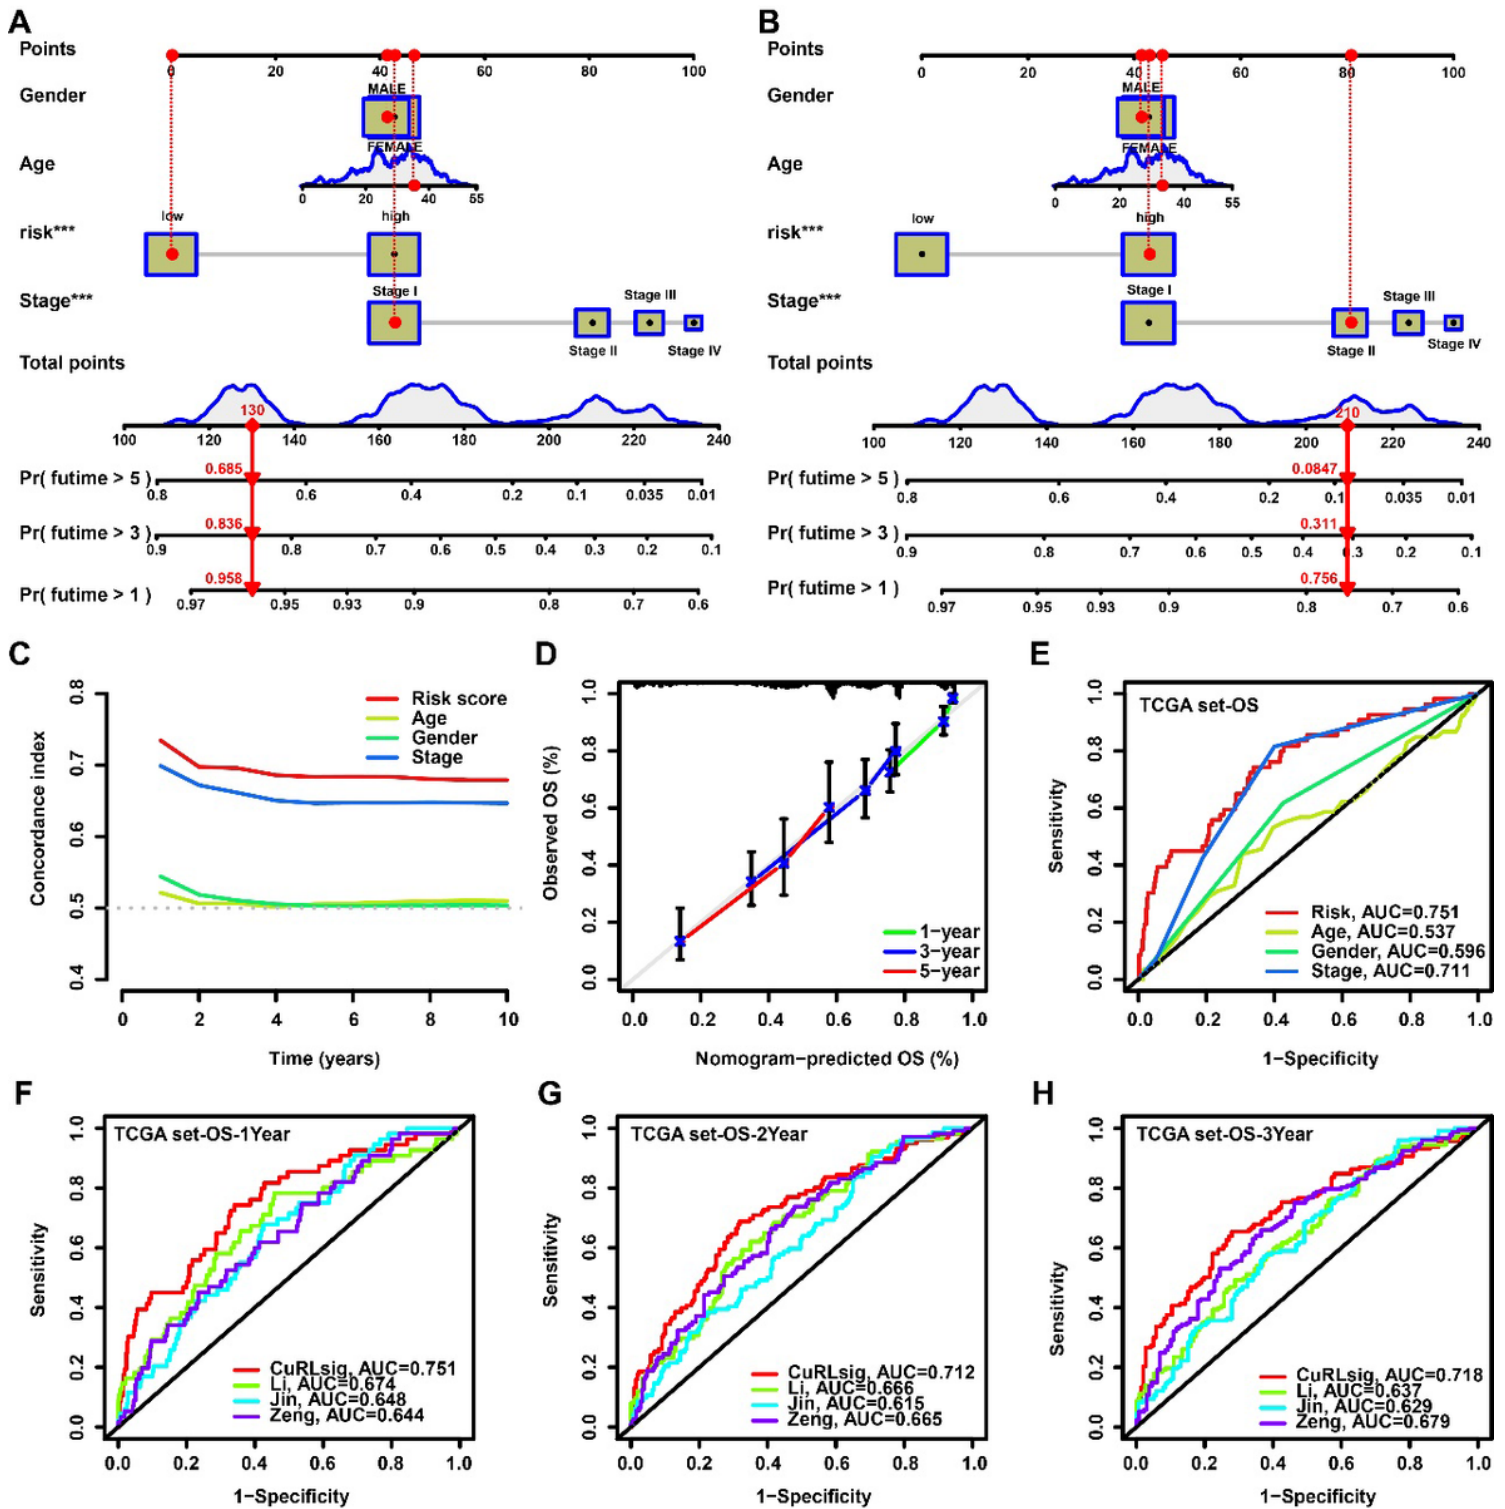 A
Points
0 20 40 60 80 100
Gender
MALE
FEMALE
Age
0 20 40 55
risk***
low high
Stage***
Stage I Stage II Stage III Stage IV
Total points
130
100 120 140 160 180 200 220 240
Pr( futime > 5 )
0.685
0.8 0.6 0.4 0.2 0.1 0.035 0.01
Pr( futime > 3 )
0.836
0.9 0.8 0.7 0.6 0.5 0.4 0.3 0.2 0.1
Pr( futime > 1 )
0.958
0.97 0.95 0.93 0.9 0.8 0.7 0.6
B
Points
0 20 40 60 80 100
Gender
MALE
FEMALE
Age
0 20 40 55
risk***
low high
Stage***
Stage I Stage II Stage III Stage IV
Total points
210
100 120 140 160 180 200 220 240
Pr( futime > 5 )
0.0847
0.8 0.6 0.4 0.2 0.1 0.035 0.01
Pr( futime > 3 )
0.311
0.9 0.8 0.7 0.6 0.5 0.4 0.3 0.2 0.1
Pr( futime > 1 )
0.756
0.97 0.95 0.93 0.9 0.8 0.7 0.6
C
Concordance index
0.8
0.7
0.6
0.5
0.4
Risk score
Age
Gender
Stage
0 2 4 6 8 10
Time (years)
D
Observed OS (%)
1.0
0.8
0.6
0.4
0.2
0.0
1-year
3-year
5-year
0.0 0.2 0.4 0.6 0.8 1.0
Nomogram-predicted OS (%)
E
TCGA set-OS
Sensitivity
1.0
0.8
0.6
0.4
0.2
0.0
Risk, AUC=0.751
Age, AUC=0.537
Gender, AUC=0.596
Stage, AUC=0.711
0.0 0.2 0.4 0.6 0.8 1.0
1-Specificity
F
TCGA set-OS-1Year
Sensitivity
1.0
0.8
0.6
0.4
0.2
0.0
CuRLsig, AUC=0.751
Li, AUC=0.674
Jin, AUC=0.648
Zeng, AUC=0.644
0.0 0.2 0.4 0.6 0.8 1.0
1-Specificity
G
TCGA set-OS-2Year
Sensitivity
1.0
0.8
0.6
0.4
0.2
0.0
CuRLsig, AUC=0.712
Li, AUC=0.666
Jin, AUC=0.615
Zeng, AUC=0.665
0.0 0.2 0.4 0.6 0.8 1.0
1-Specificity
H
TCGA set-OS-3Year
Sensitivity
1.0
0.8
0.6
0.4
0.2
0.0
CuRLsig, AUC=0.718
Li, AUC=0.637
Jin, AUC=0.629
Zeng, AUC=0.679
0.0 0.2 0.4 0.6 0.8 1.0
1-Specificity